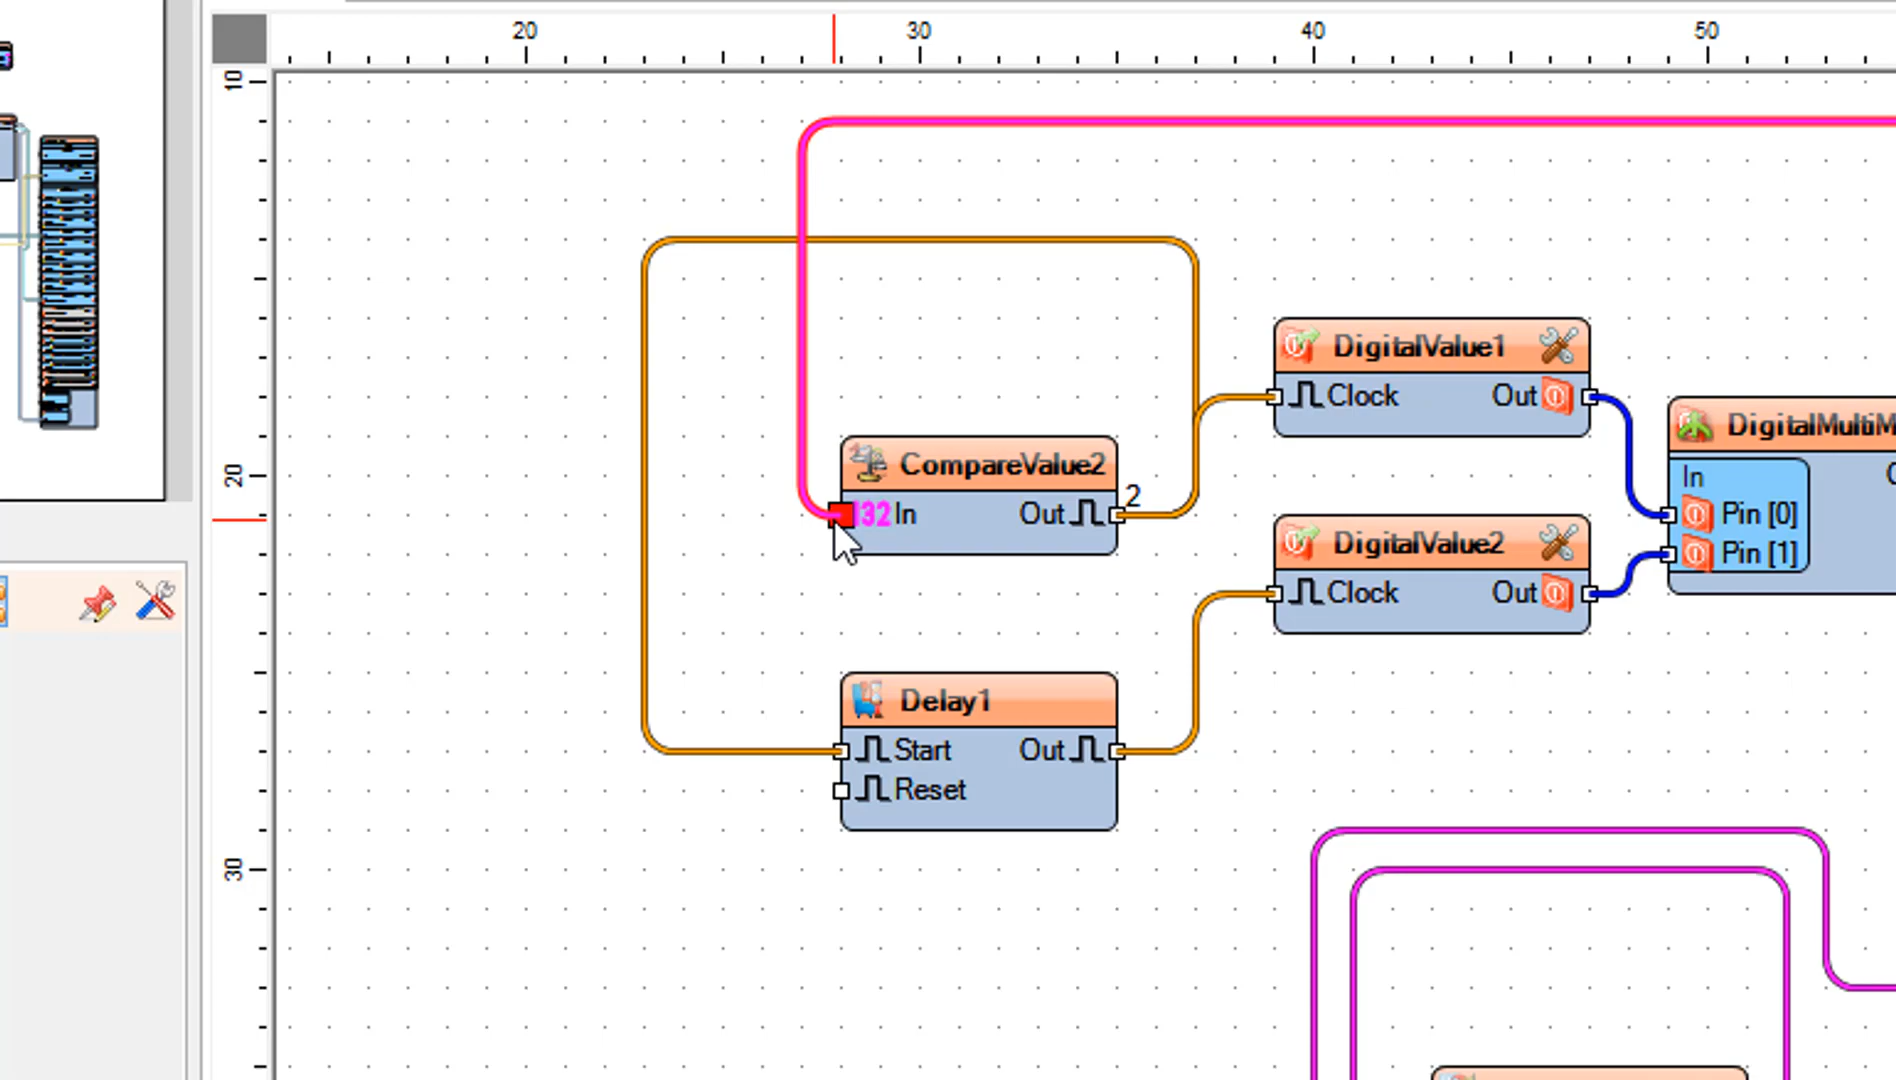 20 30 40 50
10
20
30
DigitalValue1
Clock Out
DigitalMultiM
In
Pin [0]
Pin [1]
CompareValue2
I32 In Out
2
DigitalValue2
Clock Out
Delay1
Start Out
Reset